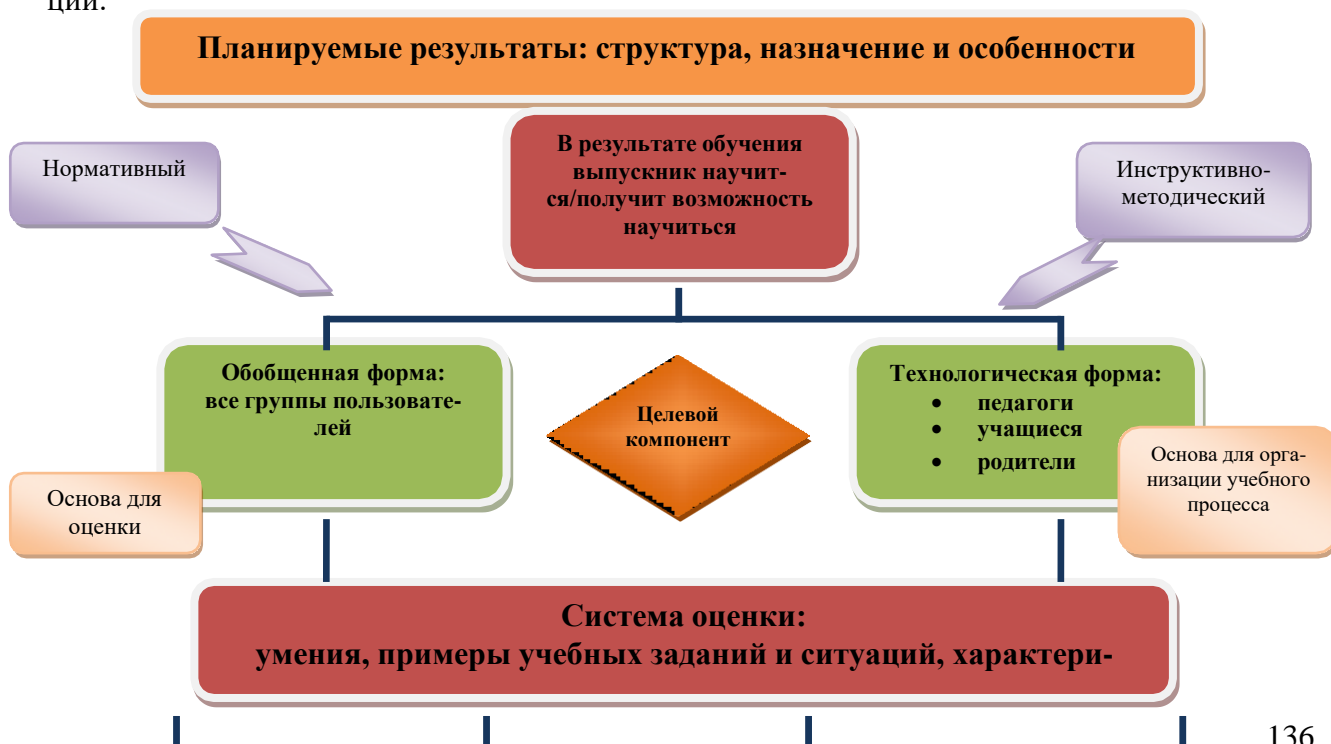 ции.
Планируемые результаты: структура, назначение и особенности
В результате обучения
выпускник научит-
ся/получит возможность
научиться
Нормативный
Инструктивно-
методический
Обобщенная форма:
все группы пользовате-
лей
Целевой
компонент
Технологическая форма:
• педагоги
• учащиеся
• родители
Основа для
оценки
Основа для орга-
низации учебного
процесса
Система оценки:
умения, примеры учебных заданий и ситуаций, характери-
136